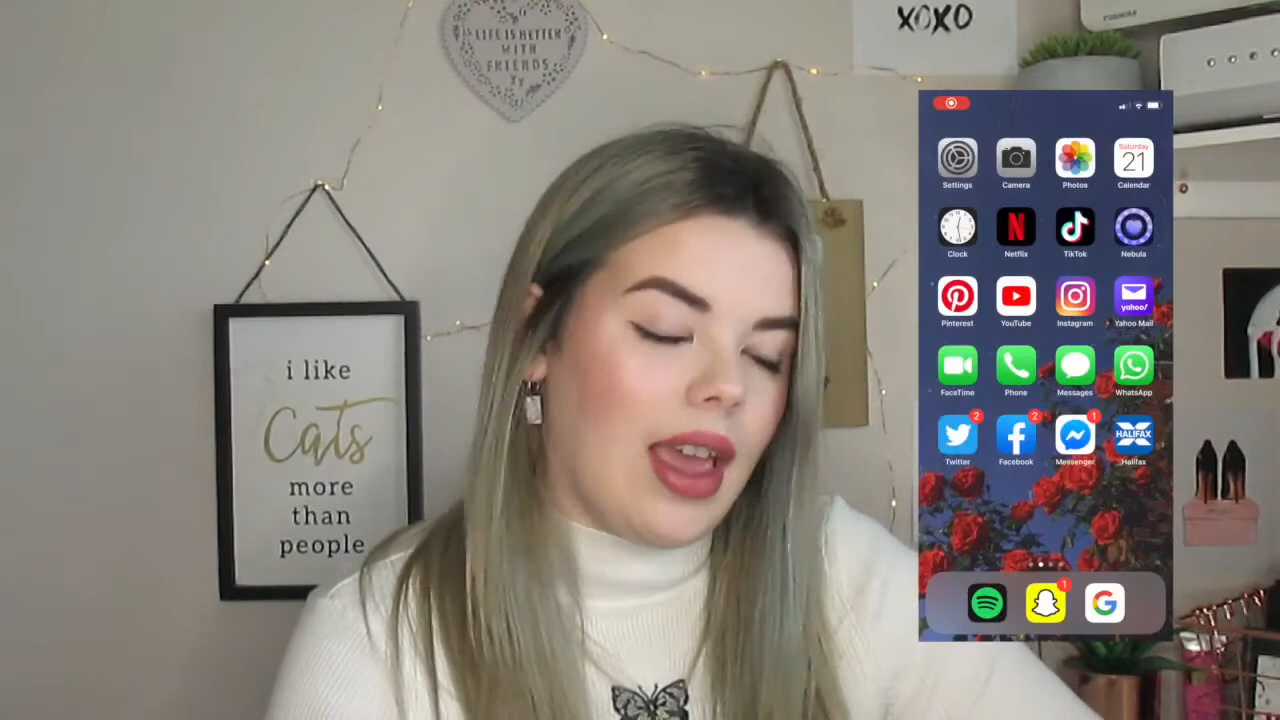 LIFE IS BETTER
WITH
FRIENDS
XOXO
TOSHIBA
i like
Cats
more
than
people
Saturday
21
Settings Camera Photos Calendar
Clock Netflix TikTok Nebula
yahoo!
Pinterest YouTube Instagram Yahoo Mail
FaceTime Phone Messages WhatsApp
2 2 1
HALIFAX
Twitter Facebook Messenger Halifax
1